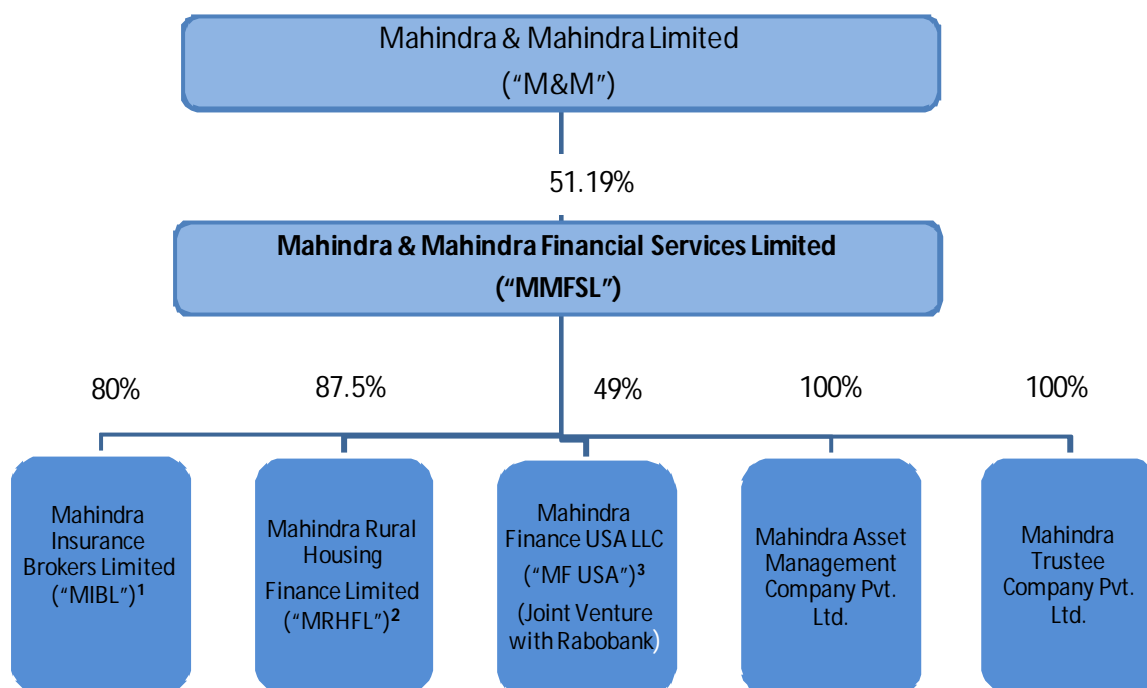 Mahindra & Mahindra Limited
(“M&M”)
51.19%
Mahindra & Mahindra Financial Services Limited
(“MMFSL”)
80%
87.5%
49%
100%
100%
Mahindra
Insurance
Brokers Limited
(“MIBL”)¹
Mahindra Rural
Housing
Finance Limited
(“MRHFL”)²
Mahindra
Finance USA LLC
(“MF USA”)³
(Joint Venture
with Rabobank)
Mahindra Asset
Management
Company Pvt.
Ltd.
Mahindra
Trustee
Company Pvt.
Ltd.